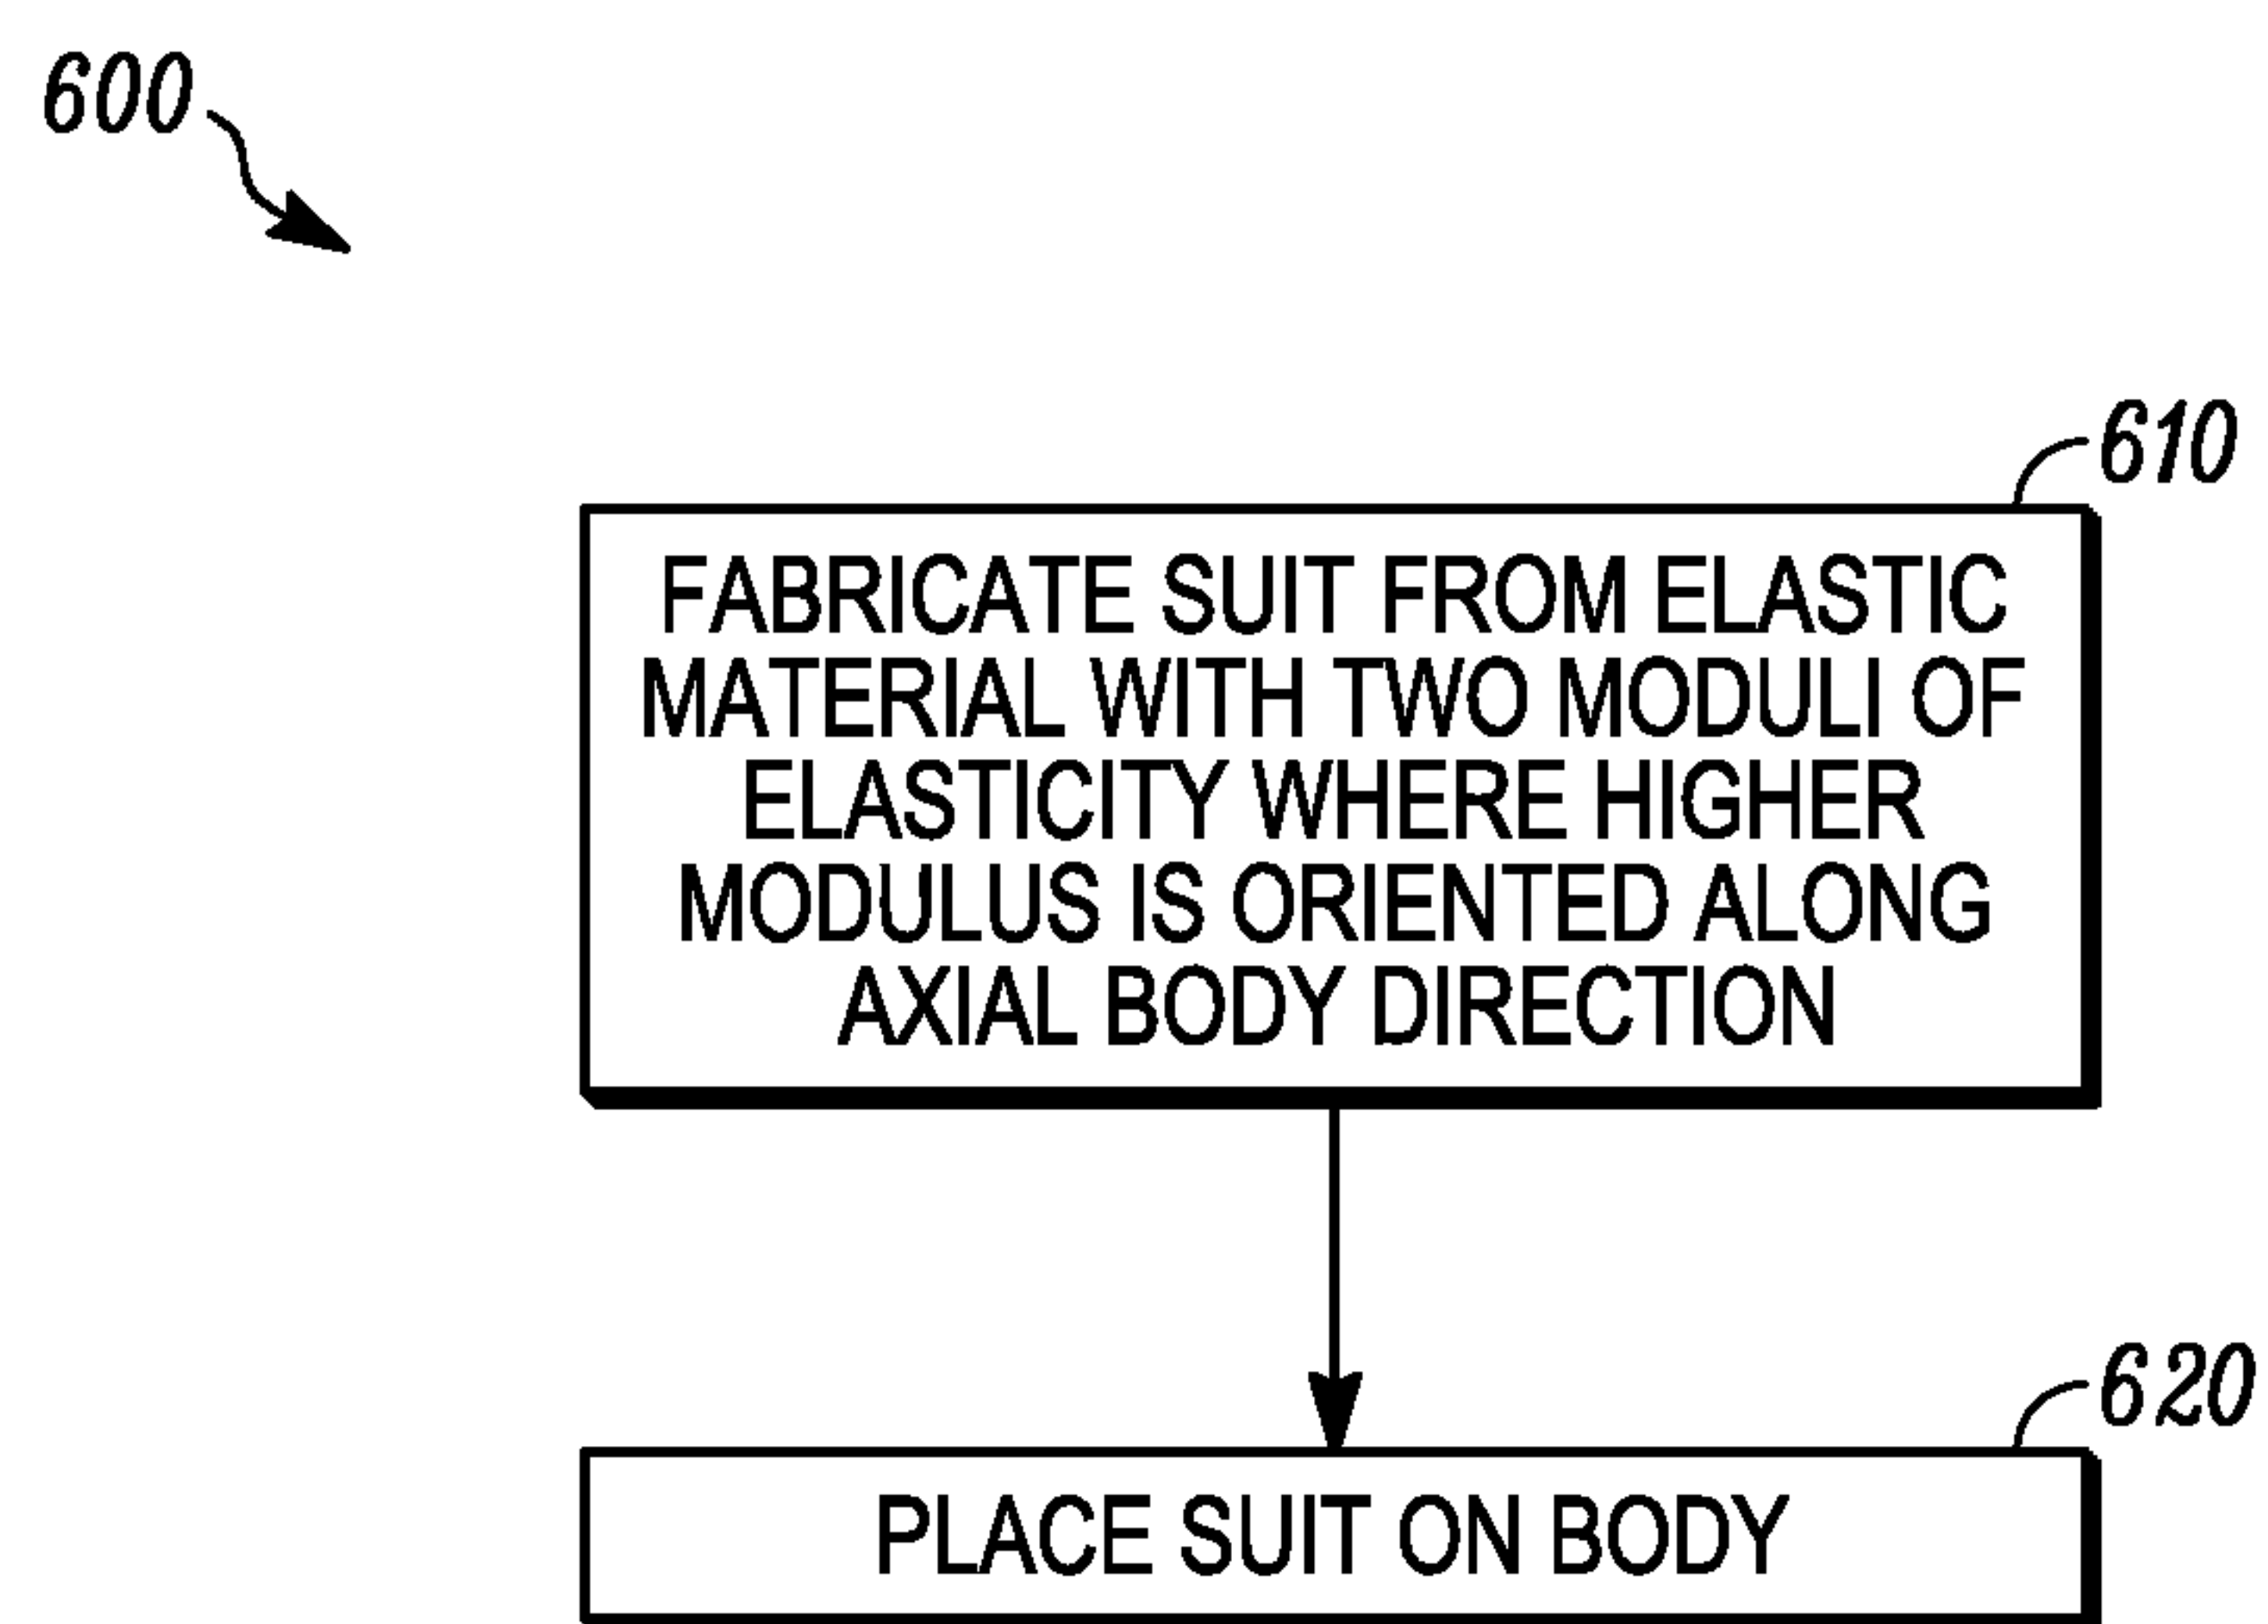 600
610
FABRICATE SUIT FROM ELASTIC
MATERIAL WITH TWO MODULI OF
ELASTICITY WHERE HIGHER
MODULUS IS ORIENTED ALONG
AXIAL BODY DIRECTION
620
PLACE SUIT ON BODY